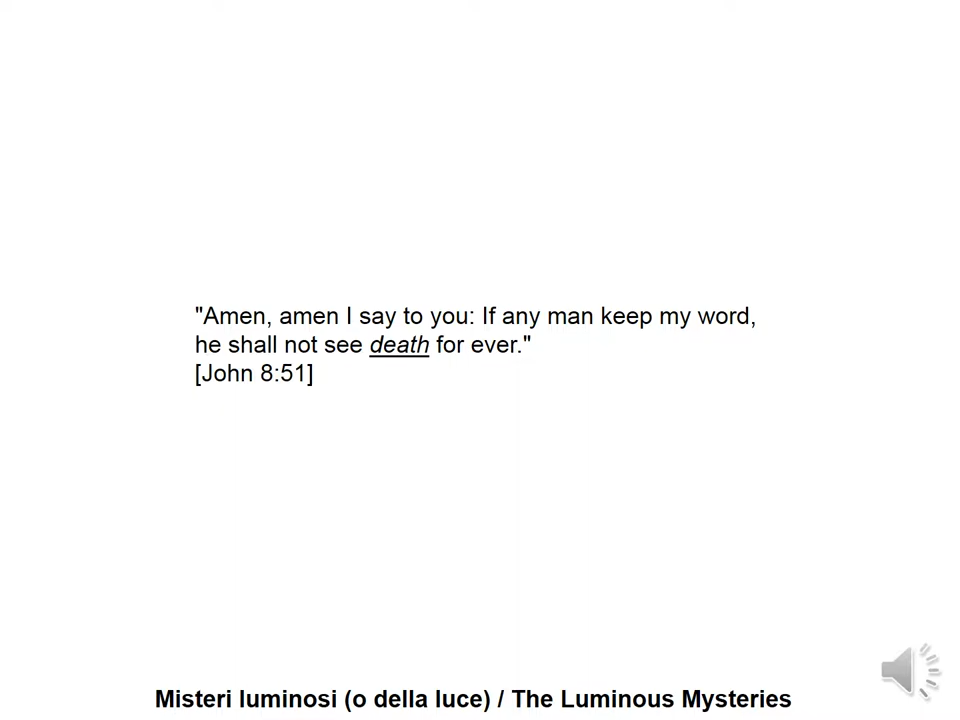 "Amen, amen I say to you: If any man keep my word,
he shall not see death for ever."
[John 8:51]
Misteri luminosi (o della luce) / The Luminous Mysteries